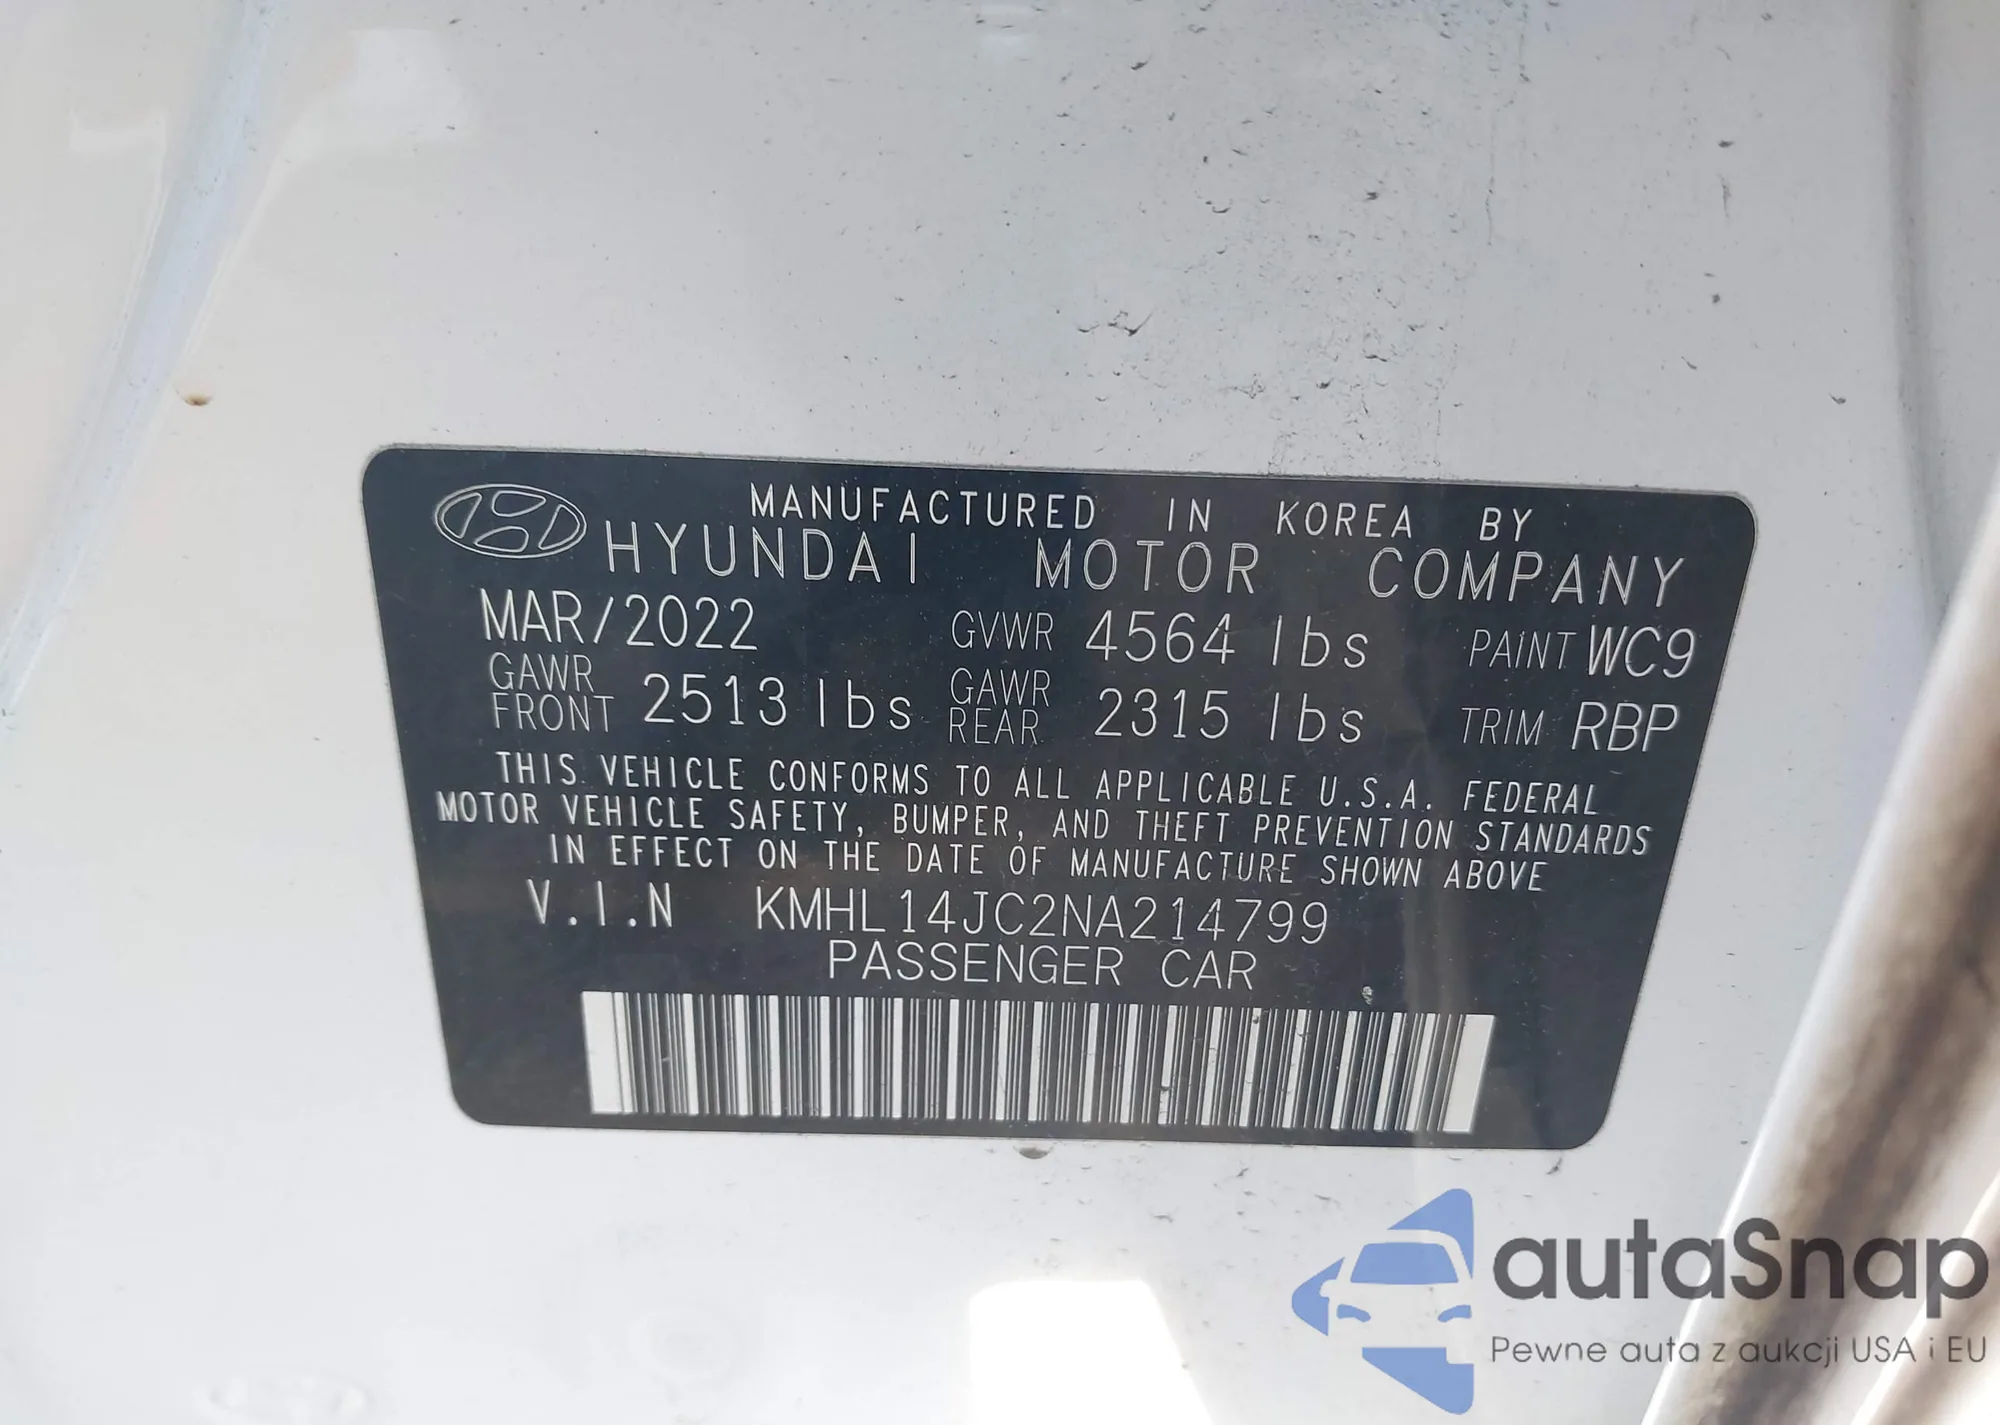 MANUFACTURED IN KOREA BY
HYUNDAI MOTOR COMPANY
MAR/2022 GVWR 4564 lbs PAINT WC9
GAWR FRONT 2513 lbs GAWR REAR 2315 lbs TRIM RBP
THIS VEHICLE CONFORMS TO ALL APPLICABLE U.S.A. FEDERAL
MOTOR VEHICLE SAFETY, BUMPER, AND THEFT PREVENTION STANDARDS
IN EFFECT ON THE DATE OF MANUFACTURE SHOWN ABOVE
V.I.N KMHL14JC2NA214799
PASSENGER CAR
autaSnap
Pewne auta z aukcji USA i EU